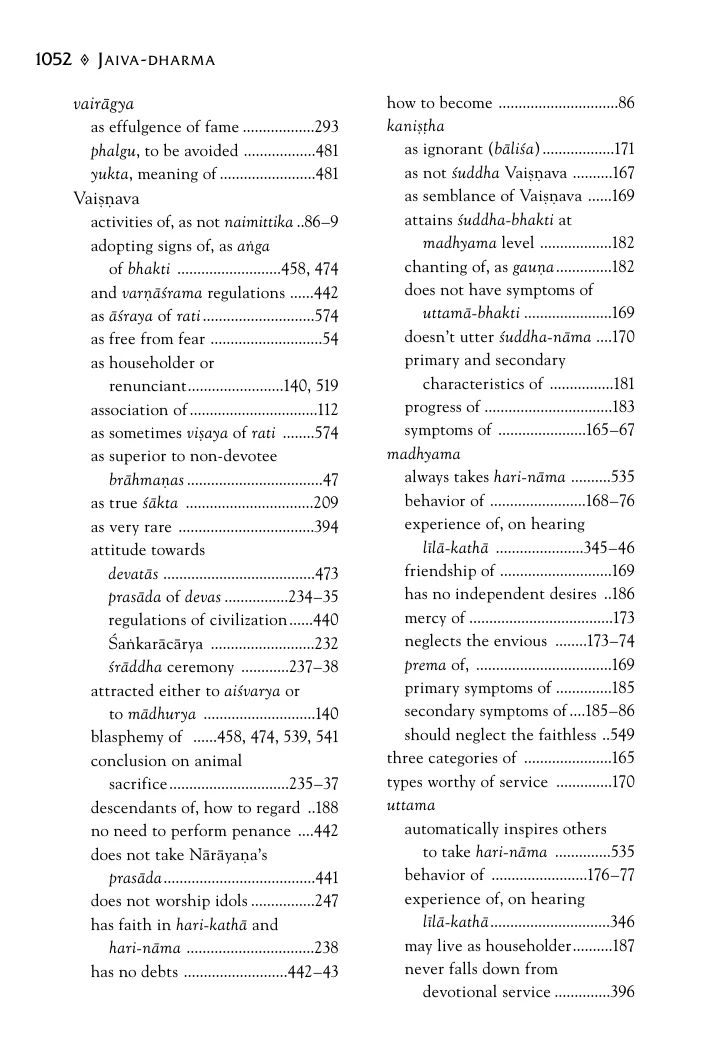 1052 ◊ JAIVA-DHARMA
vairāgya
as effulgence of fame ..................293
phalgu, to be avoided ..................481
yukta, meaning of ........................481
Vaiṣṇava
activities of, as not naimittika ..86–9
adopting signs of, as aṅga
of bhakti ..........................458, 474
and varṇāśrama regulations ......442
as āśraya of rati ............................574
as free from fear ............................54
as householder or
renunciant........................140, 519
association of ................................112
as sometimes viṣaya of rati ........574
as superior to non-devotee
brāhmaṇas ..................................47
as true śākta ................................209
as very rare ..................................394
attitude towards
devatās ......................................473
prasāda of devas ................234–35
regulations of civilization......440
Śaṅkarācārya ..........................232
śrāddha ceremony ............237–38
attracted either to aiśvarya or
to mādhurya ............................140
blasphemy of ......458, 474, 539, 541
conclusion on animal
sacrifice..............................235–37
descendants of, how to regard ..188
no need to perform penance ....442
does not take Nārāyaṇa's
prasāda......................................441
does not worship idols ................247
has faith in hari-kathā and
hari-nāma ................................238
has no debts ..........................442–43
how to become ..............................86
kaniṣṭha
as ignorant (bāliśa)..................171
as not śuddha Vaiṣṇava ..........167
as semblance of Vaiṣṇava ......169
attains śuddha-bhakti at
madhyama level ..................182
chanting of, as gauṇa..............182
does not have symptoms of
uttamā-bhakti ......................169
doesn't utter śuddha-nāma ....170
primary and secondary
characteristics of ................181
progress of ................................183
symptoms of ......................165–67
madhyama
always takes hari-nāma ..........535
behavior of ........................168–76
experience of, on hearing
līlā-kathā ......................345–46
friendship of ............................169
has no independent desires ..186
mercy of ....................................173
neglects the envious ........173–74
prema of, ..................................169
primary symptoms of ..............185
secondary symptoms of ....185–86
should neglect the faithless ..549
three categories of ......................165
types worthy of service ..............170
uttama
automatically inspires others
to take hari-nāma ..............535
behavior of ........................176–77
experience of, on hearing
līlā-kathā..............................346
may live as householder..........187
never falls down from
devotional service ..............396